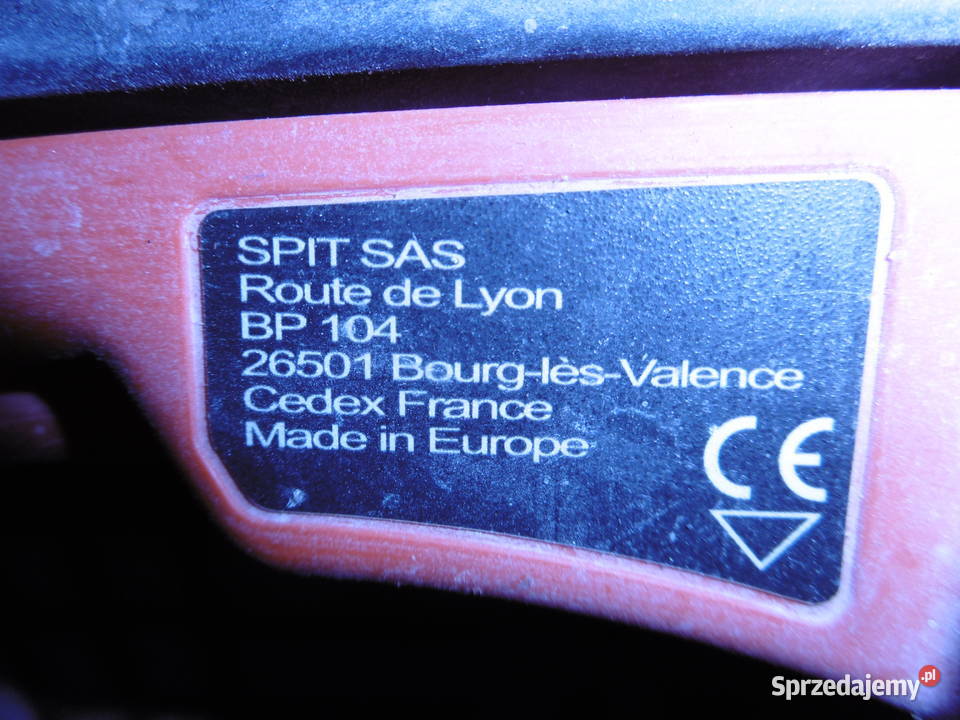 SPIT SAS
Route de Lyon
BP 104
26501 Bourg-lès-Valence
Cedex France
Made in Europe
CE
Sprzedajemy.pl